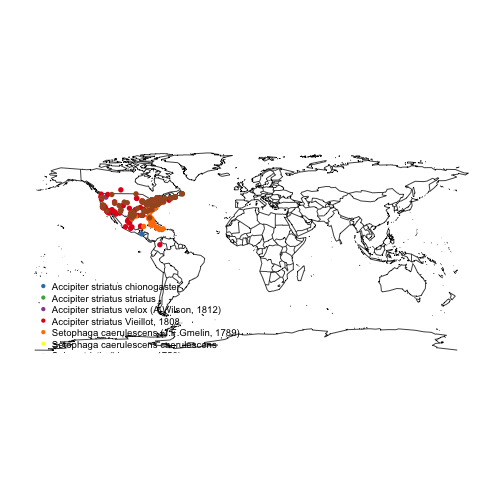 Accipiter striatus chionogaster
Accipiter striatus striatus
Accipiter striatus velox (A.Wilson, 1812)
Accipiter striatus Vieillot, 1808
Setophaga caerulescens (J.F.Gmelin, 1789)
Setophaga caerulescens caerulescens